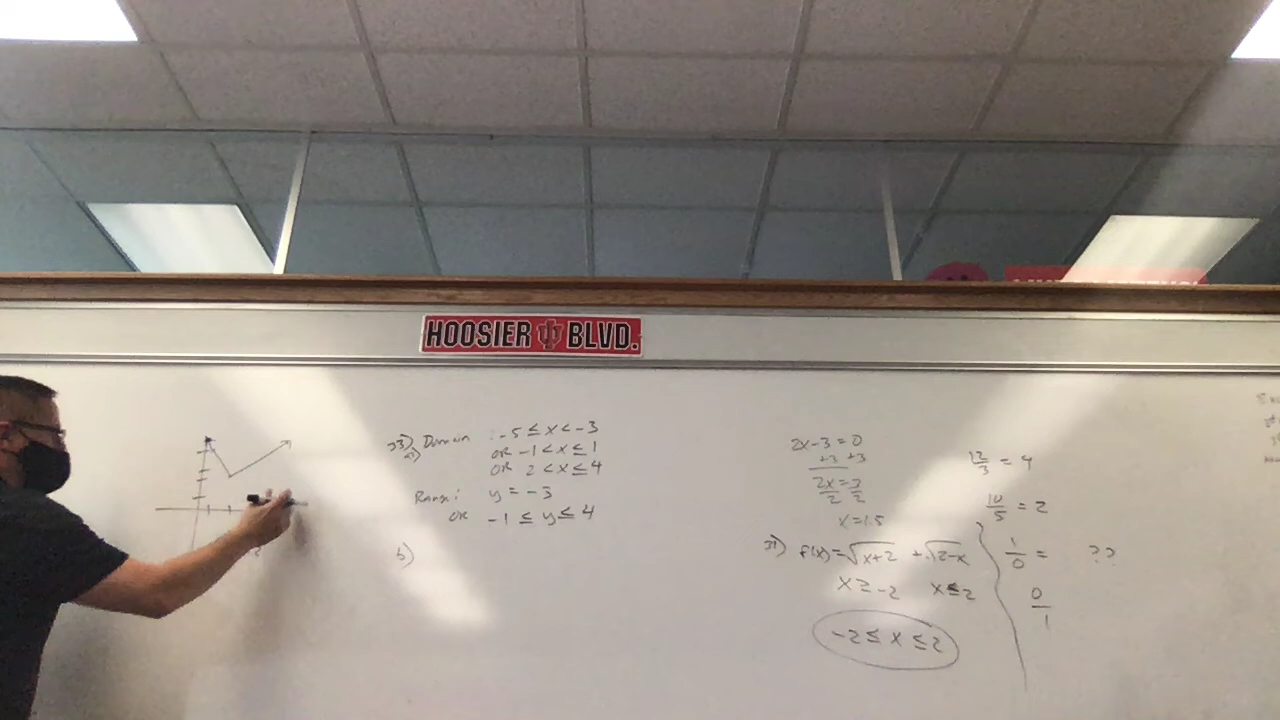 HOOSIER BLVD.
23) Domain : -5 ≤ x < -3
a) OR -1 < x ≤ 1
OR 2 < x ≤ 4
Range: y = -3
OR -1 ≤ y ≤ 4
b)
2x-3=0
+3 +3
2x=3
2 2
x=1.5
31) f(x)=√x+2 +√2-x
x ≥ -2 x ≤ 2
-2 ≤ x ≤ 2
12/3 = 4
10/5 = 2
1/0 = ??
0/1